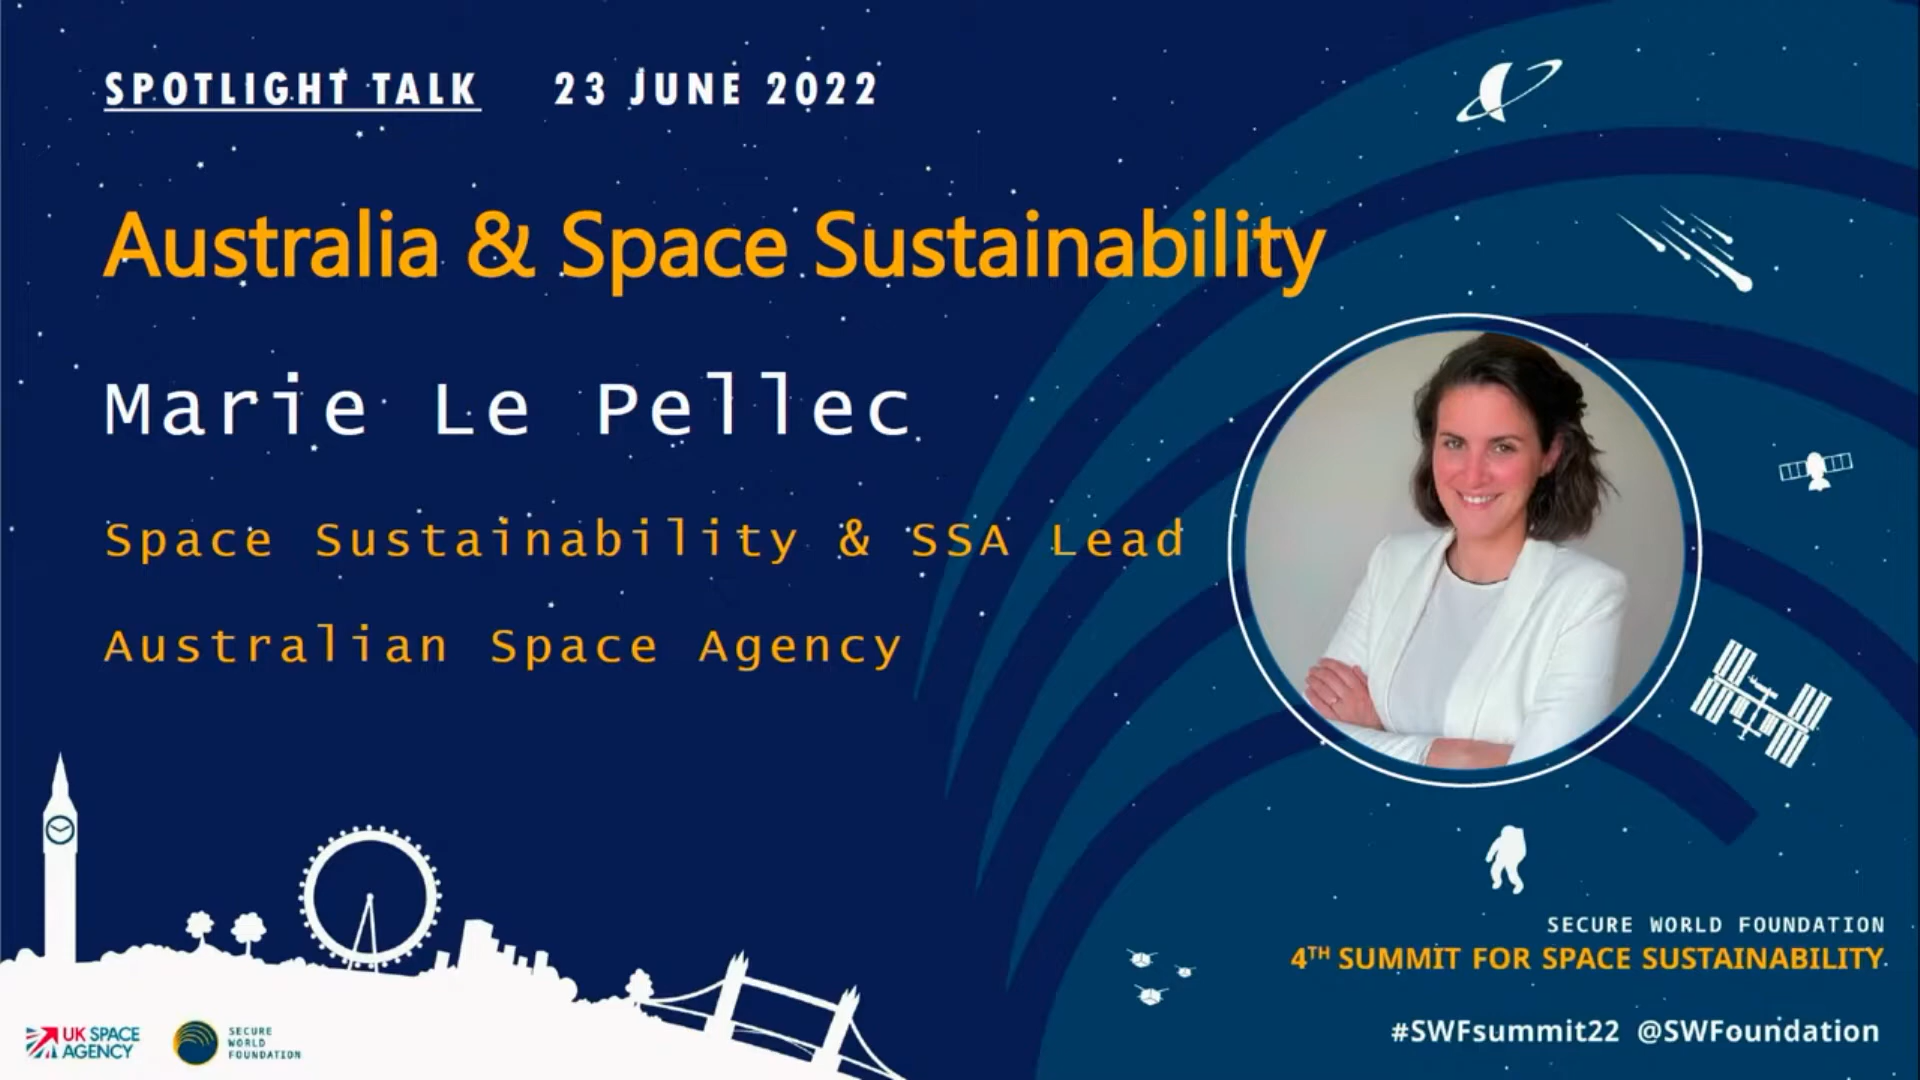 SPOTLIGHT TALK 23 JUNE 2022
Australia & Space Sustainability
Marie Le Pellec
Space Sustainability & SSA Lead
Australian Space Agency
SECURE WORLD FOUNDATION
4TH SUMMIT FOR SPACE SUSTAINABILITY
#SWFsummit22 @SWFoundation
UK SPACE
AGENCY
SECURE
WORLD
FOUNDATION